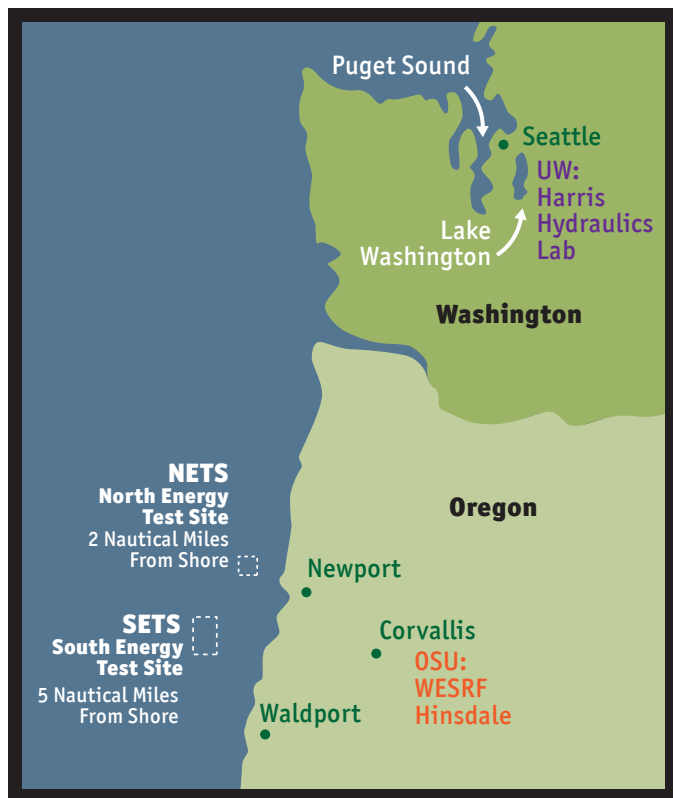 Puget Sound
Seattle
UW:
Harris
Hydraulics
Lab
Lake
Washington
Washington
NETS
North Energy
Test Site
2 Nautical Miles
From Shore
Oregon
Newport
SETS
South Energy
Test Site
5 Nautical Miles
From Shore
Corvallis
OSU:
WESRF
Hinsdale
Waldport